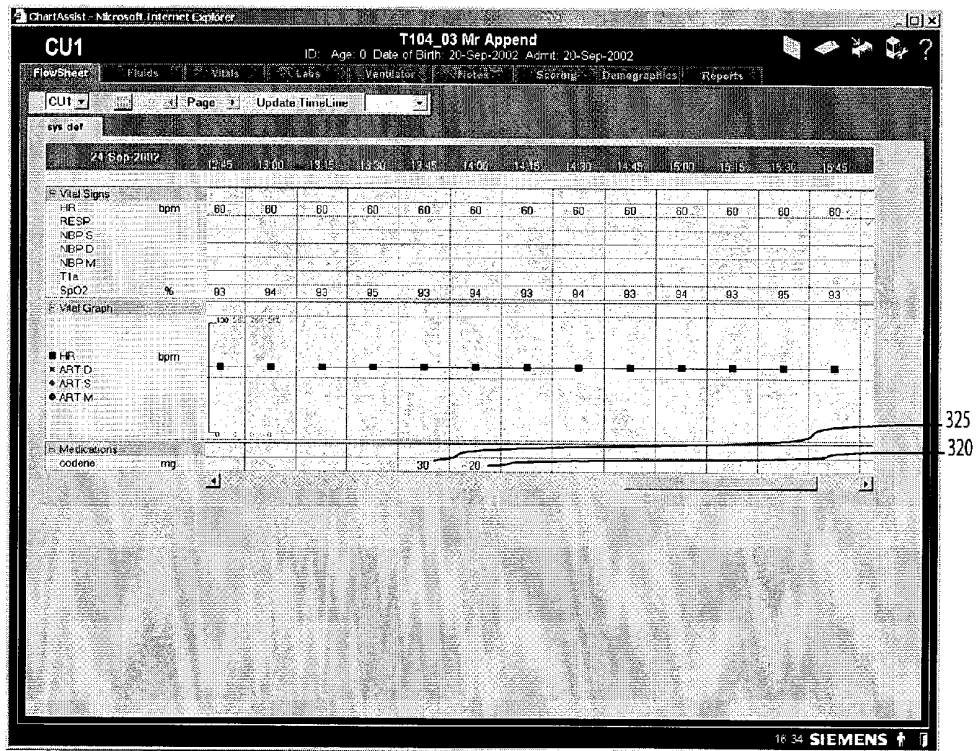 ChartAssist - Microsoft Internet Explorer
CU1
T104_03 Mr Append
ID: Age: 0 Date of Birth: 20-Sep-2002 Admit: 20-Sep-2002
?
FlowSheet Fluids Vitals Labs Ventilator Notes Scoring Demographics Reports
CU1 Page Update TimeLine
sys def
24-Sep-2002 12:45 13:00 13:15 13:30 13:45 14:00 14:15 14:30 14:45 15:00 15:15 15:30 15:45
Vital Signs
HR bpm 60 60 60 60 60 60 60 60 60 60 60 60 60
RESP
NBP S
NBP D
NBP M
T1a
SpO2 % 93 94 93 95 93 94 93 94 93 94 93 95 93
Vital Graph
HR bpm
ART D
ART S
ART M
325
Medications
320
codene mg 30 20
16:34 SIEMENS